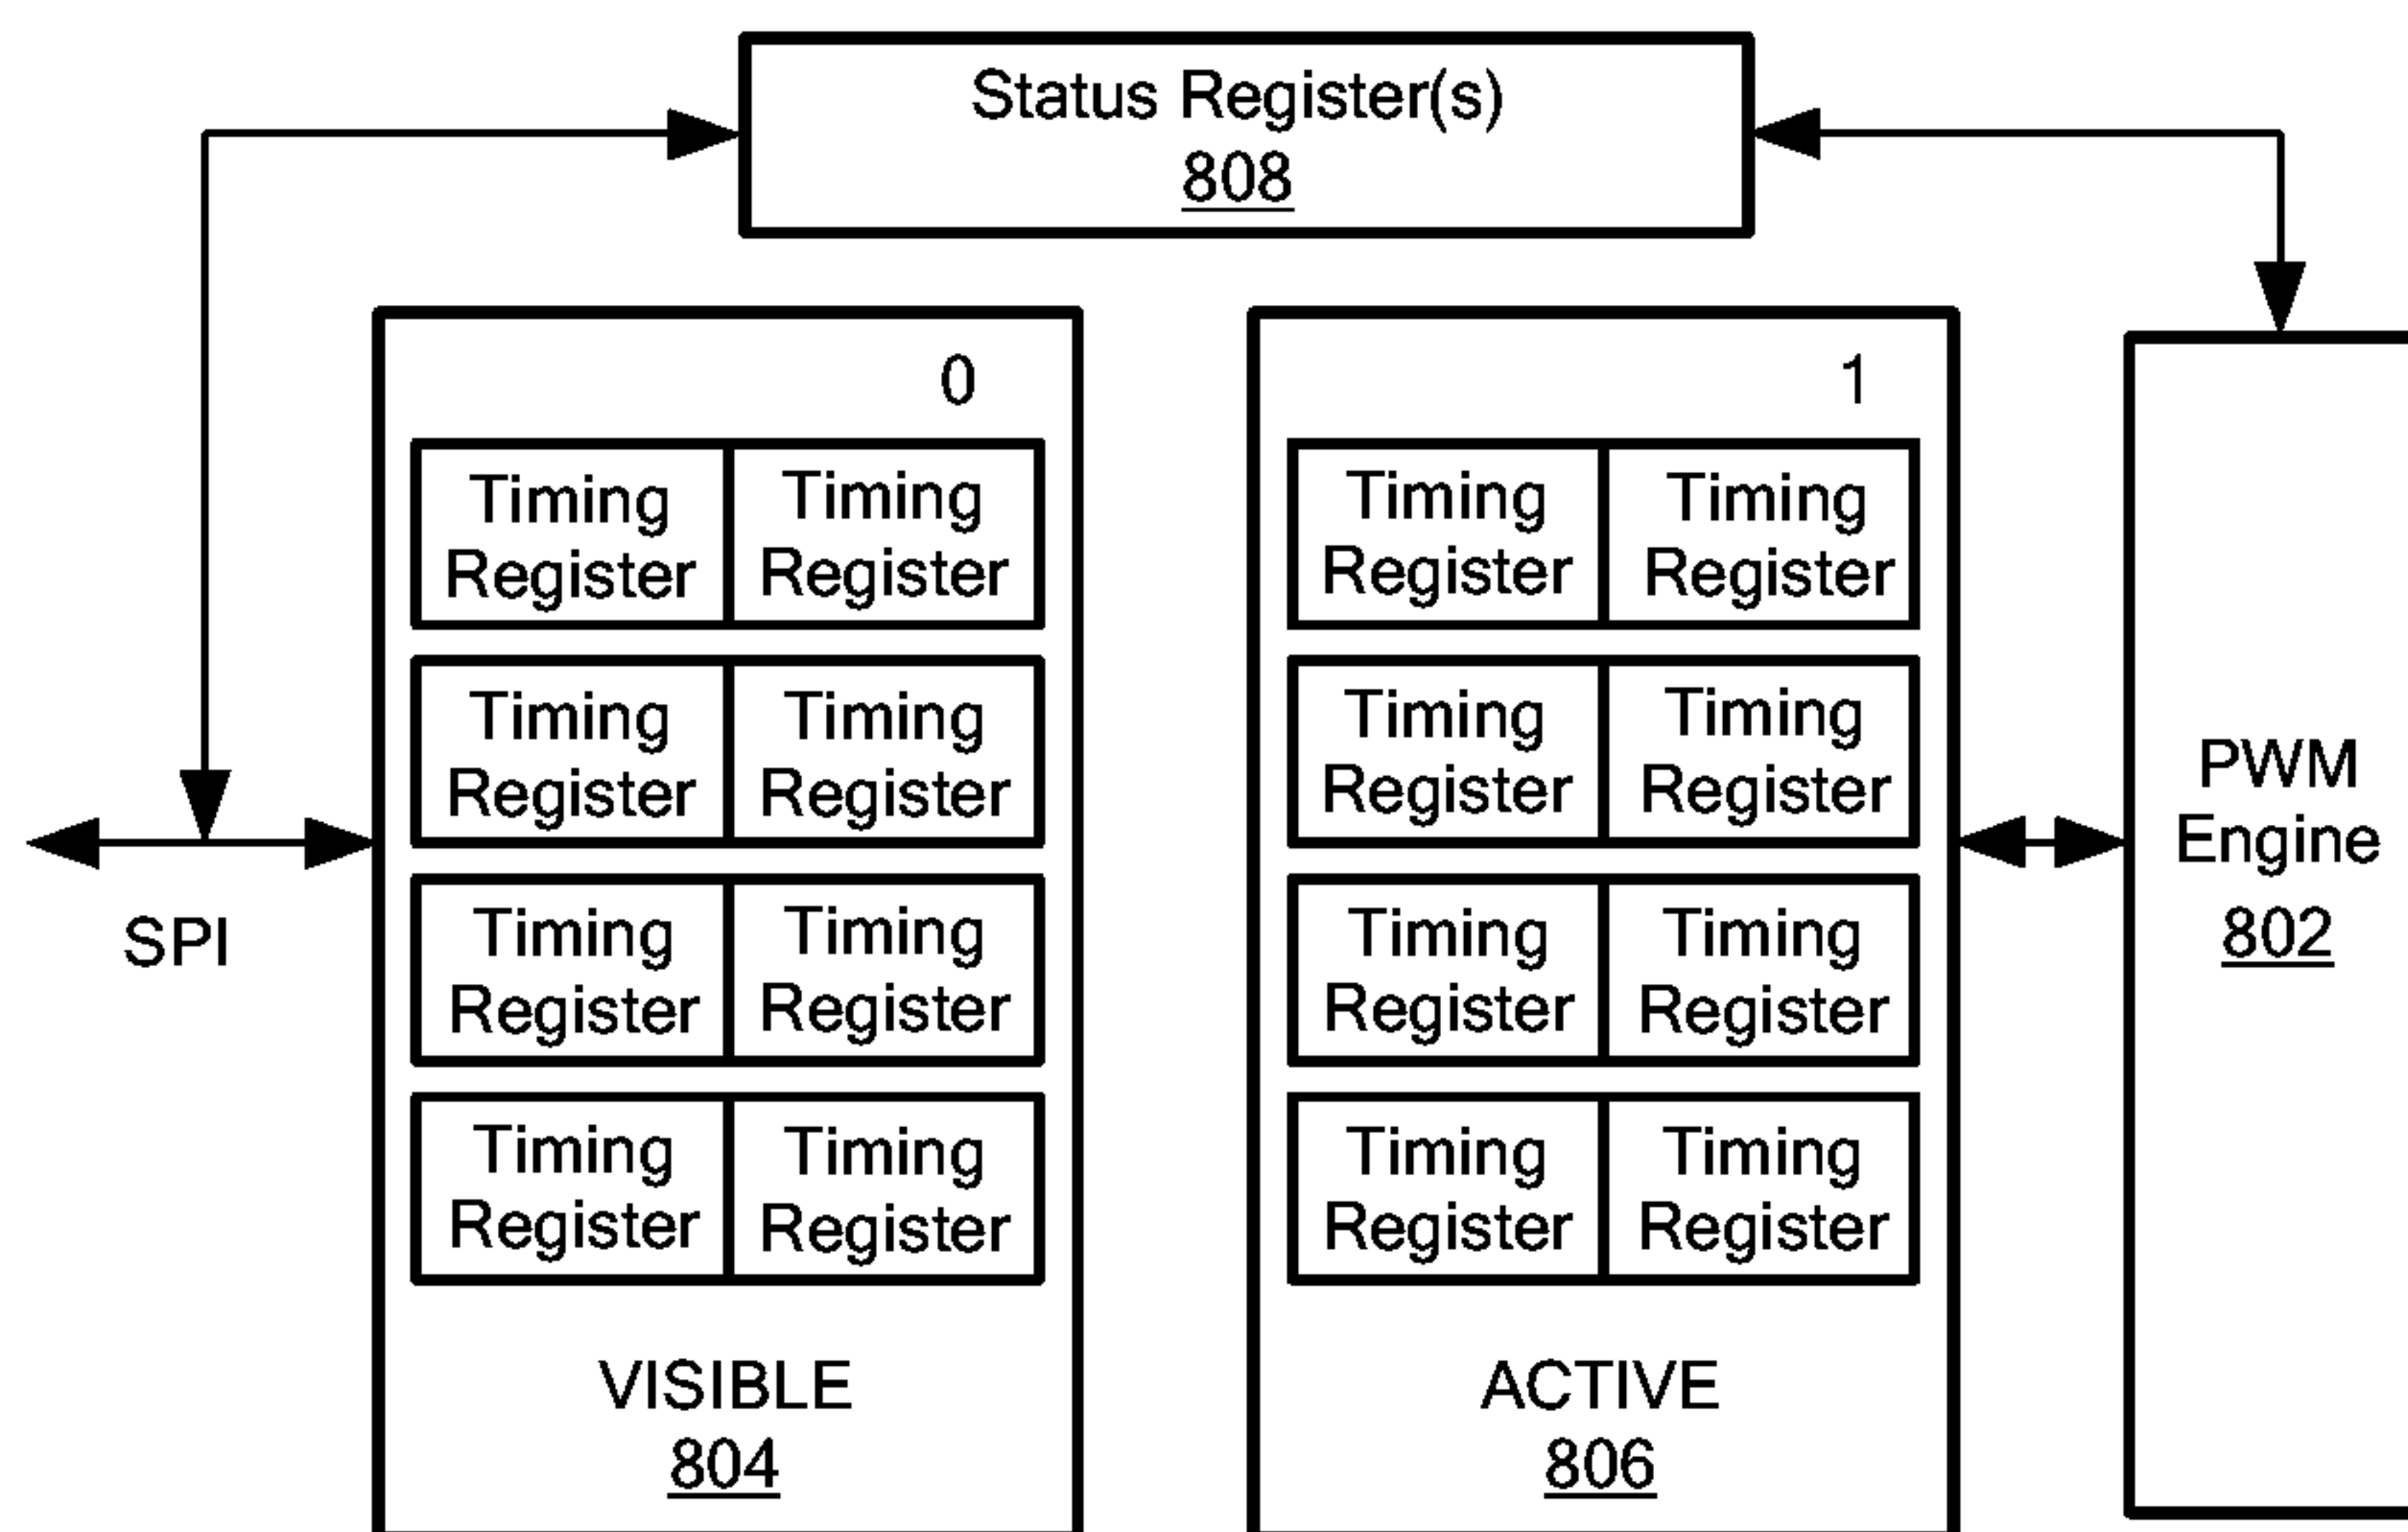 Status Register(s)
808
0
Timing Timing
Register Register
Timing Timing
Register Register
Timing Timing
Register Register
Timing Timing
Register Register
VISIBLE
804
1
Timing Timing
Register Register
Timing Timing
Register Register
Timing Timing
Register Register
Timing Timing
Register Register
ACTIVE
806
SPI
PWM
Engine
802